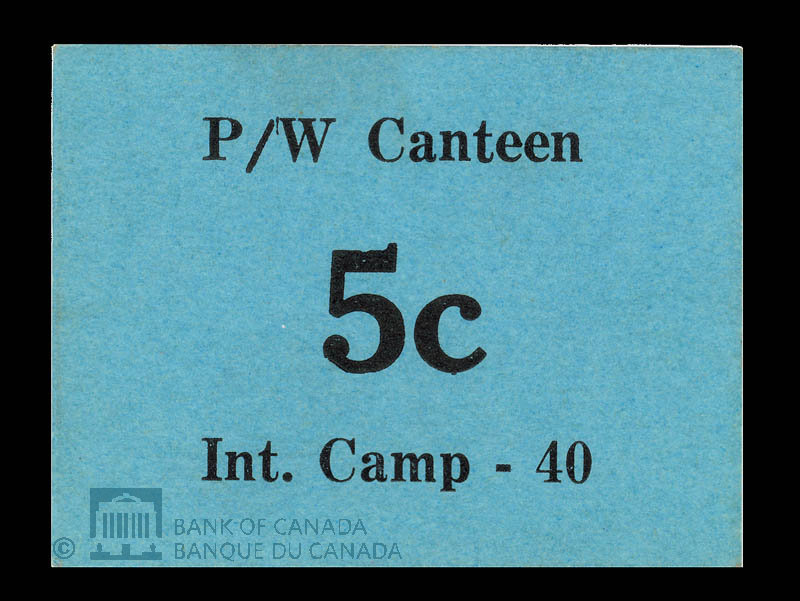 P/W Canteen
5c
Int. Camp - 40
© BANK OF CANADA
BANQUE DU CANADA